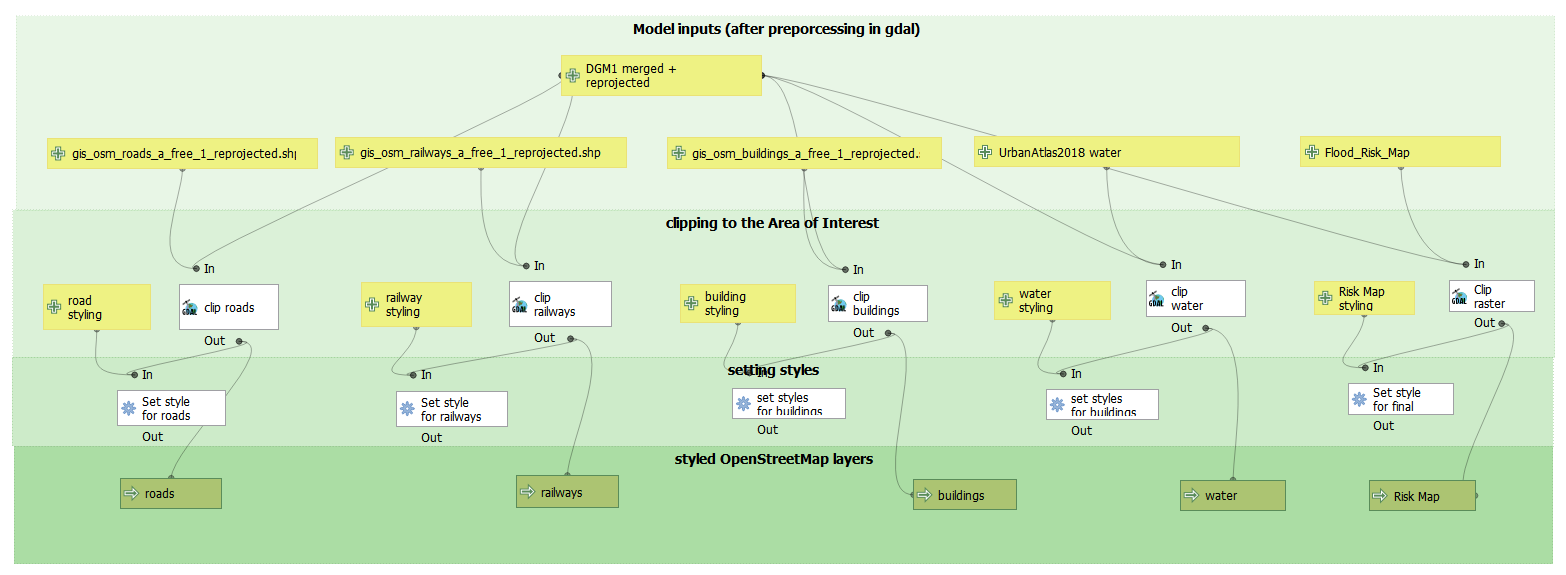 Model inputs (after preporcessing in gdal)
DGM1 merged +
reprojected
gis_osm_roads_a_free_1_reprojected.shp
gis_osm_railways_a_free_1_reprojected.shp
gis_osm_buildings_a_free_1_reprojected.:
UrbanAtlas2018 water
Flood_Risk_Map
clipping to the Area of Interest
In
In
In
In
In
road
styling
GDAL
clip roads
railway
styling
GDAL
clip
railways
building
styling
GDAL
clip
buildings
water
styling
GDAL
clip
water
Risk Map
styling
GDAL
Clip
raster
Out
Out
Out
Out
Out
setting styles
In
In
In
In
In
Set style
for roads
Set style
for railways
set styles
for buildings
set styles
for buildings
Set style
for final
Out
Out
Out
Out
Out
styled OpenStreetMap layers
roads
railways
buildings
water
Risk Map